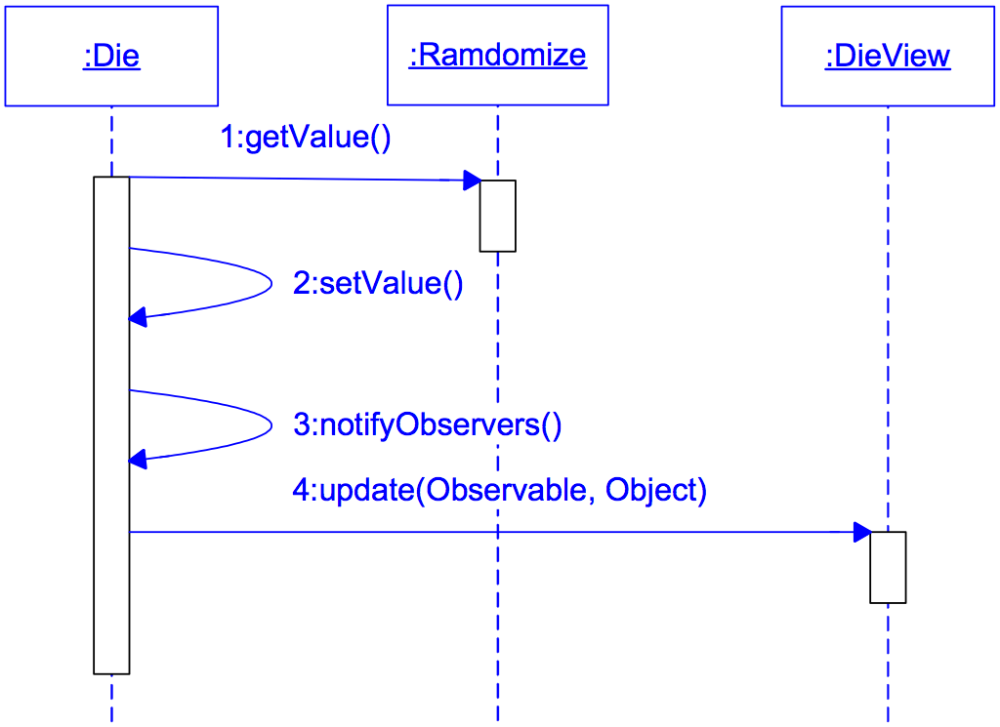 :Die
:Ramdomize
:DieView
1:getValue()
2:setValue()
3:notifyObservers()
4:update(Observable, Object)